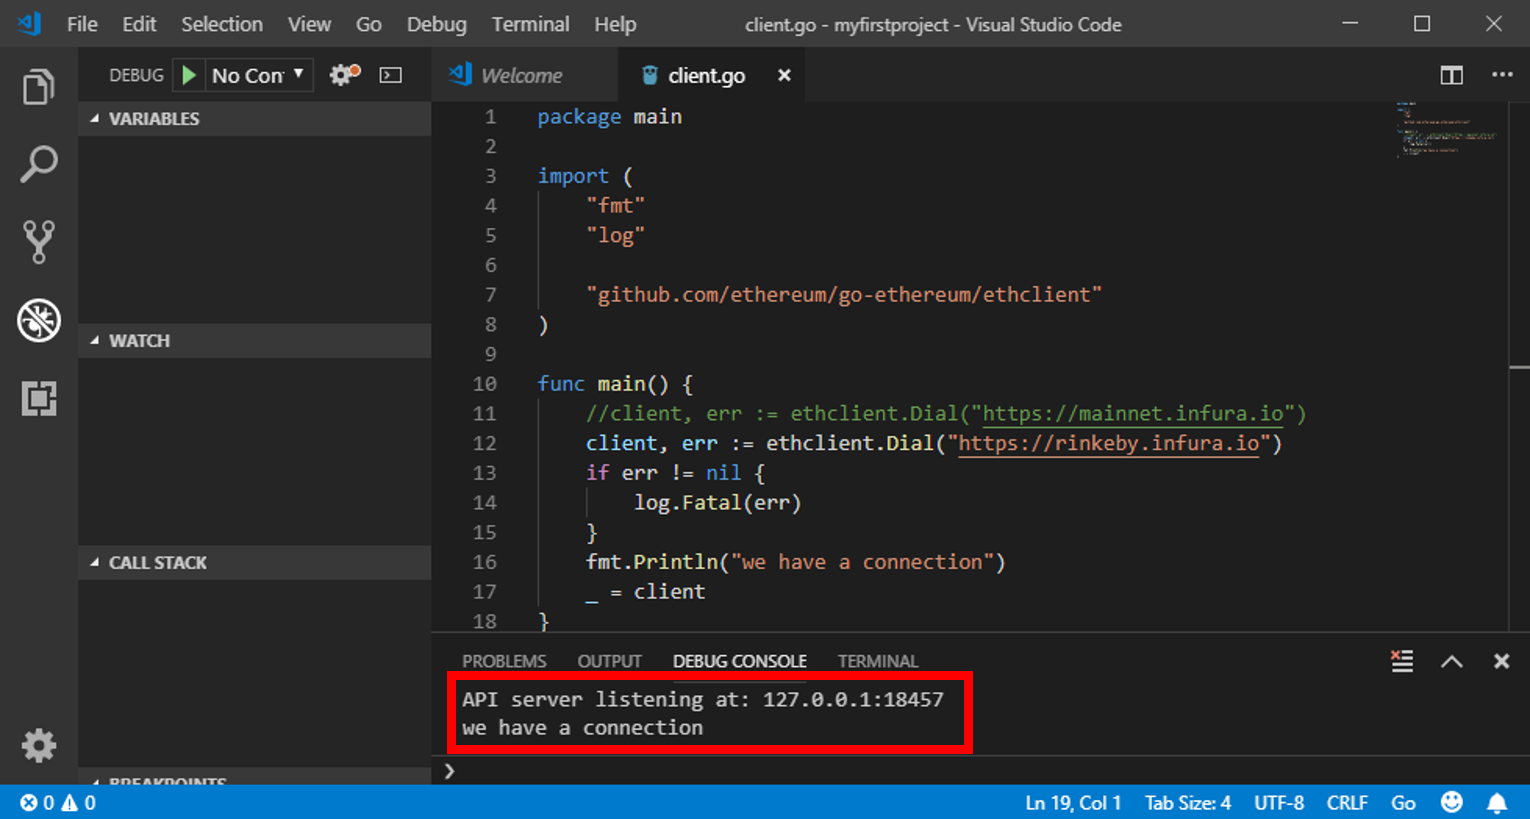 File Edit Selection View Go Debug Terminal Help client.go - myfirstproject - Visual Studio Code
DEBUG No Con
Welcome client.go
VARIABLES
WATCH
CALL STACK
BREAKPOINTS
1 package main
2
3 import (
4 "fmt"
5 "log"
6
7 "github.com/ethereum/go-ethereum/ethclient"
8 )
9
10 func main() {
11 //client, err := ethclient.Dial("https://mainnet.infura.io")
12 client, err := ethclient.Dial("https://rinkeby.infura.io")
13 if err != nil {
14 log.Fatal(err)
15 }
16 fmt.Println("we have a connection")
17 _ = client
18 }
PROBLEMS OUTPUT DEBUG CONSOLE TERMINAL
API server listening at: 127.0.0.1:18457
we have a connection
0 0 Ln 19, Col 1 Tab Size: 4 UTF-8 CRLF Go